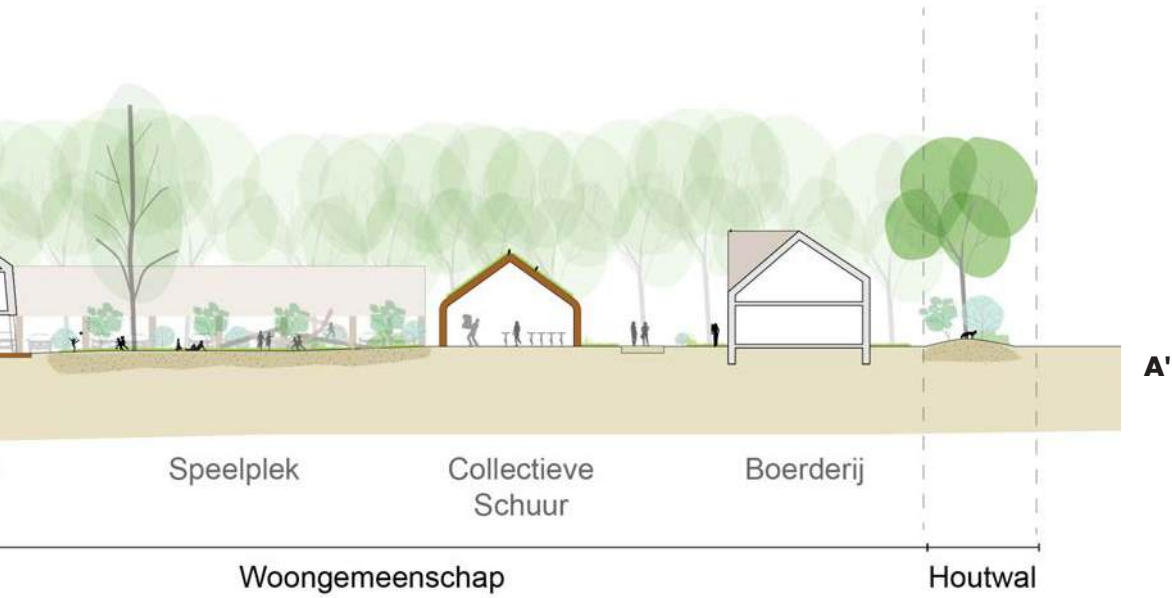 A'
Speelplek
Collectieve
Schuur
Boerderij
Woongemeenschap
Houtwal